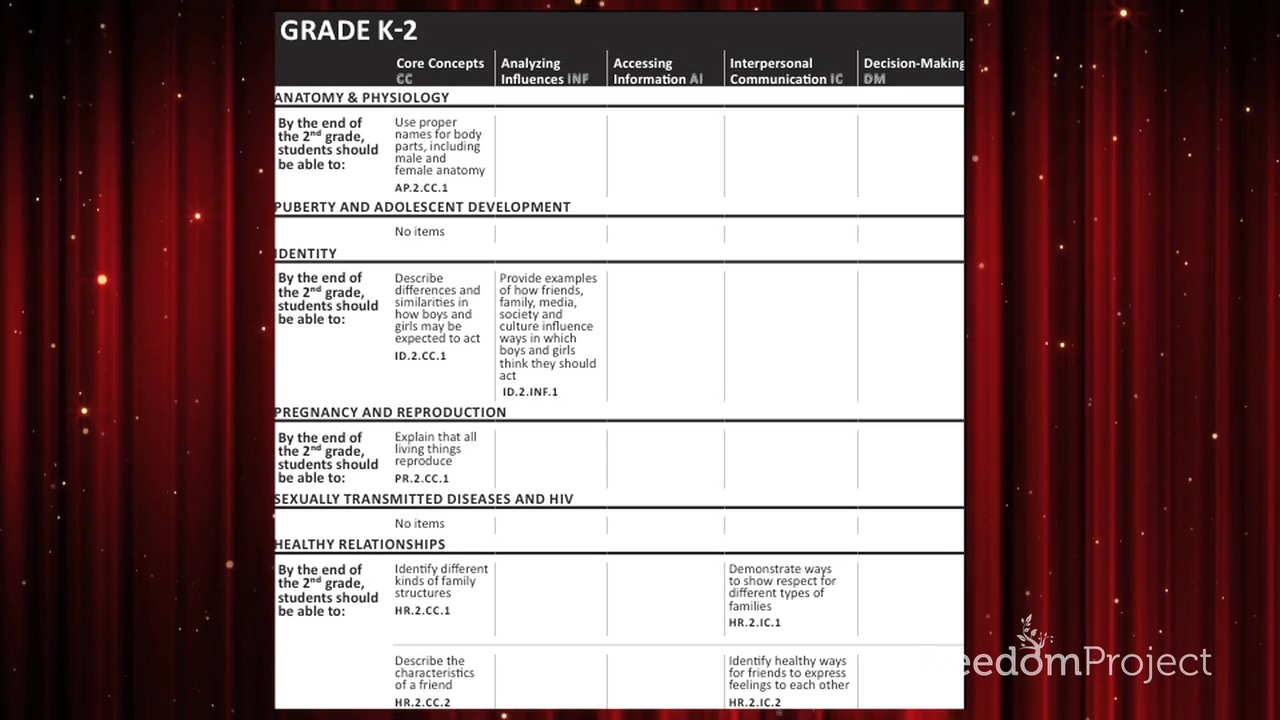 GRADE K-2
Core Concepts
CC
Analyzing
Influences INF
Accessing
Information AI
Interpersonal
Communication IC
Decision-Making
DM
ANATOMY & PHYSIOLOGY
By the end of
the 2nd grade,
students should
be able to:
Use proper
names for body
parts, including
male and
female anatomy
AP.2.CC.1
PUBERTY AND ADOLESCENT DEVELOPMENT
No items
IDENTITY
By the end of
the 2nd grade,
students should
be able to:
Describe
differences and
similarities in
how boys and
girls may be
expected to act
ID.2.CC.1
Provide examples
of how friends,
family, media,
society and
culture influence
ways in which
boys and girls
think they should
act
ID.2.INF.1
PREGNANCY AND REPRODUCTION
By the end of
the 2nd grade,
students should
be able to:
Explain that all
living things
reproduce
PR.2.CC.1
SEXUALLY TRANSMITTED DISEASES AND HIV
No items
HEALTHY RELATIONSHIPS
By the end of
the 2nd grade,
students should
be able to:
Identify different
kinds of family
structures
HR.2.CC.1
Demonstrate ways
to show respect for
different types of
families
HR.2.IC.1
Describe the
characteristics
of a friend
HR.2.CC.2
Identify healthy ways
for friends to express
feelings to each other
HR.2.IC.2
eedomProject